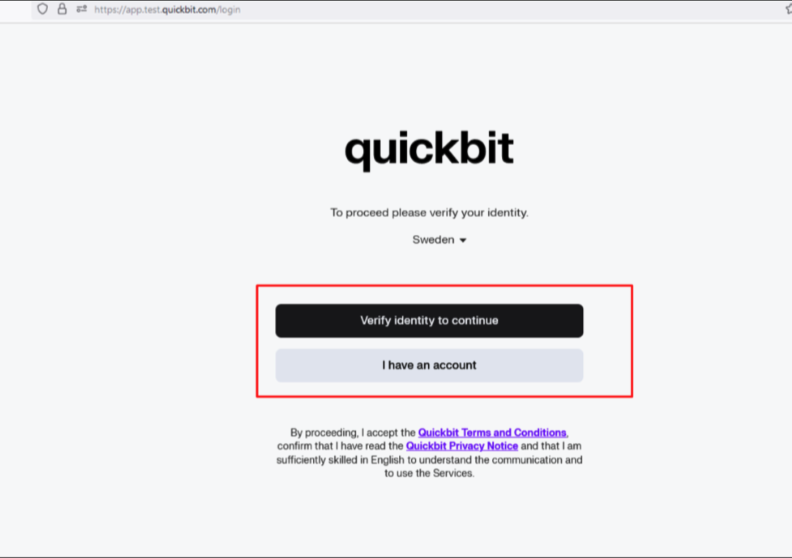 https://app.test.quickbit.com/login
quickbit
To proceed please verify your identity.
Sweden
Verify identity to continue
I have an account
By proceeding, I accept the Quickbit Terms and Conditions,
confirm that I have read the Quickbit Privacy Notice and that I am
sufficiently skilled in English to understand the communication and
to use the Services.